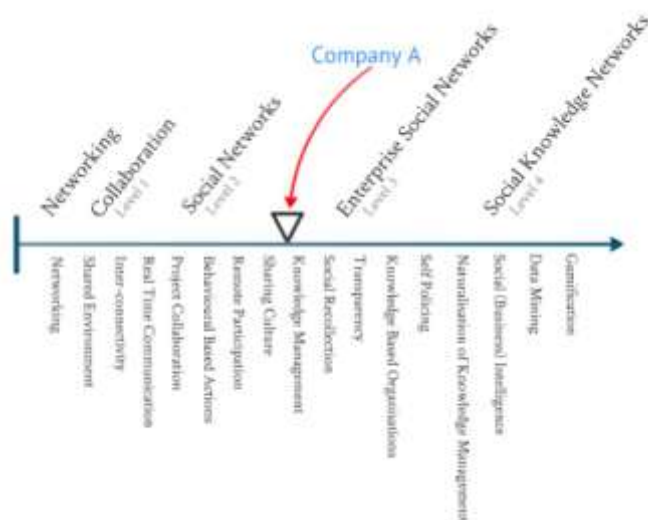 Company A
Networking
Collaboration
Level 1
Social Networks
Level 2
Enterprise Social Networks
Level 3
Social Knowledge Networks
Level 4
Networking
Shared Environment
Inter-connectivity
Real Time Communication
Project Collaboration
Behavioural Based Actions
Remote Participation
Sharing Culture
Knowledge Management
Social Recollection
Transparency
Knowledge Based Organisations
Self Policing
Naturalisation of Knowledge Management
Social (Business) Intelligence
Data Mining
Gamification